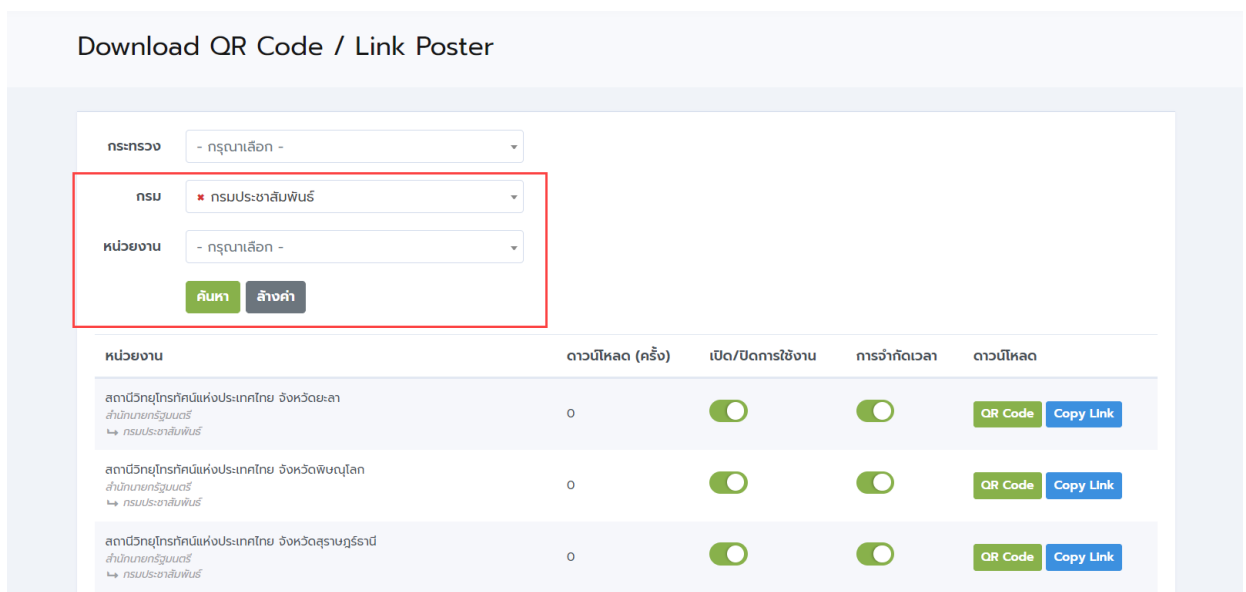 Download QR Code / Link Poster
กระทรวง - กรุณาเลือก -
กรม × กรมประชาสัมพันธ์
หน่วยงาน - กรุณาเลือก -
ค้นหา ล้างค่า
หน่วยงาน ดาวน์โหลด (ครั้ง) เปิด/ปิดการใช้งาน การจำกัดเวลา ดาวน์โหลด
สถานีวิทยุโทรทัศน์แห่งประเทศไทย จังหวัดยะลา
สำนักนายกรัฐมนตรี
↪ กรมประชาสัมพันธ์
0 QR Code Copy Link
สถานีวิทยุโทรทัศน์แห่งประเทศไทย จังหวัดพิษณุโลก
สำนักนายกรัฐมนตรี
↪ กรมประชาสัมพันธ์
0 QR Code Copy Link
สถานีวิทยุโทรทัศน์แห่งประเทศไทย จังหวัดสุราษฎร์ธานี
สำนักนายกรัฐมนตรี
↪ กรมประชาสัมพันธ์
0 QR Code Copy Link